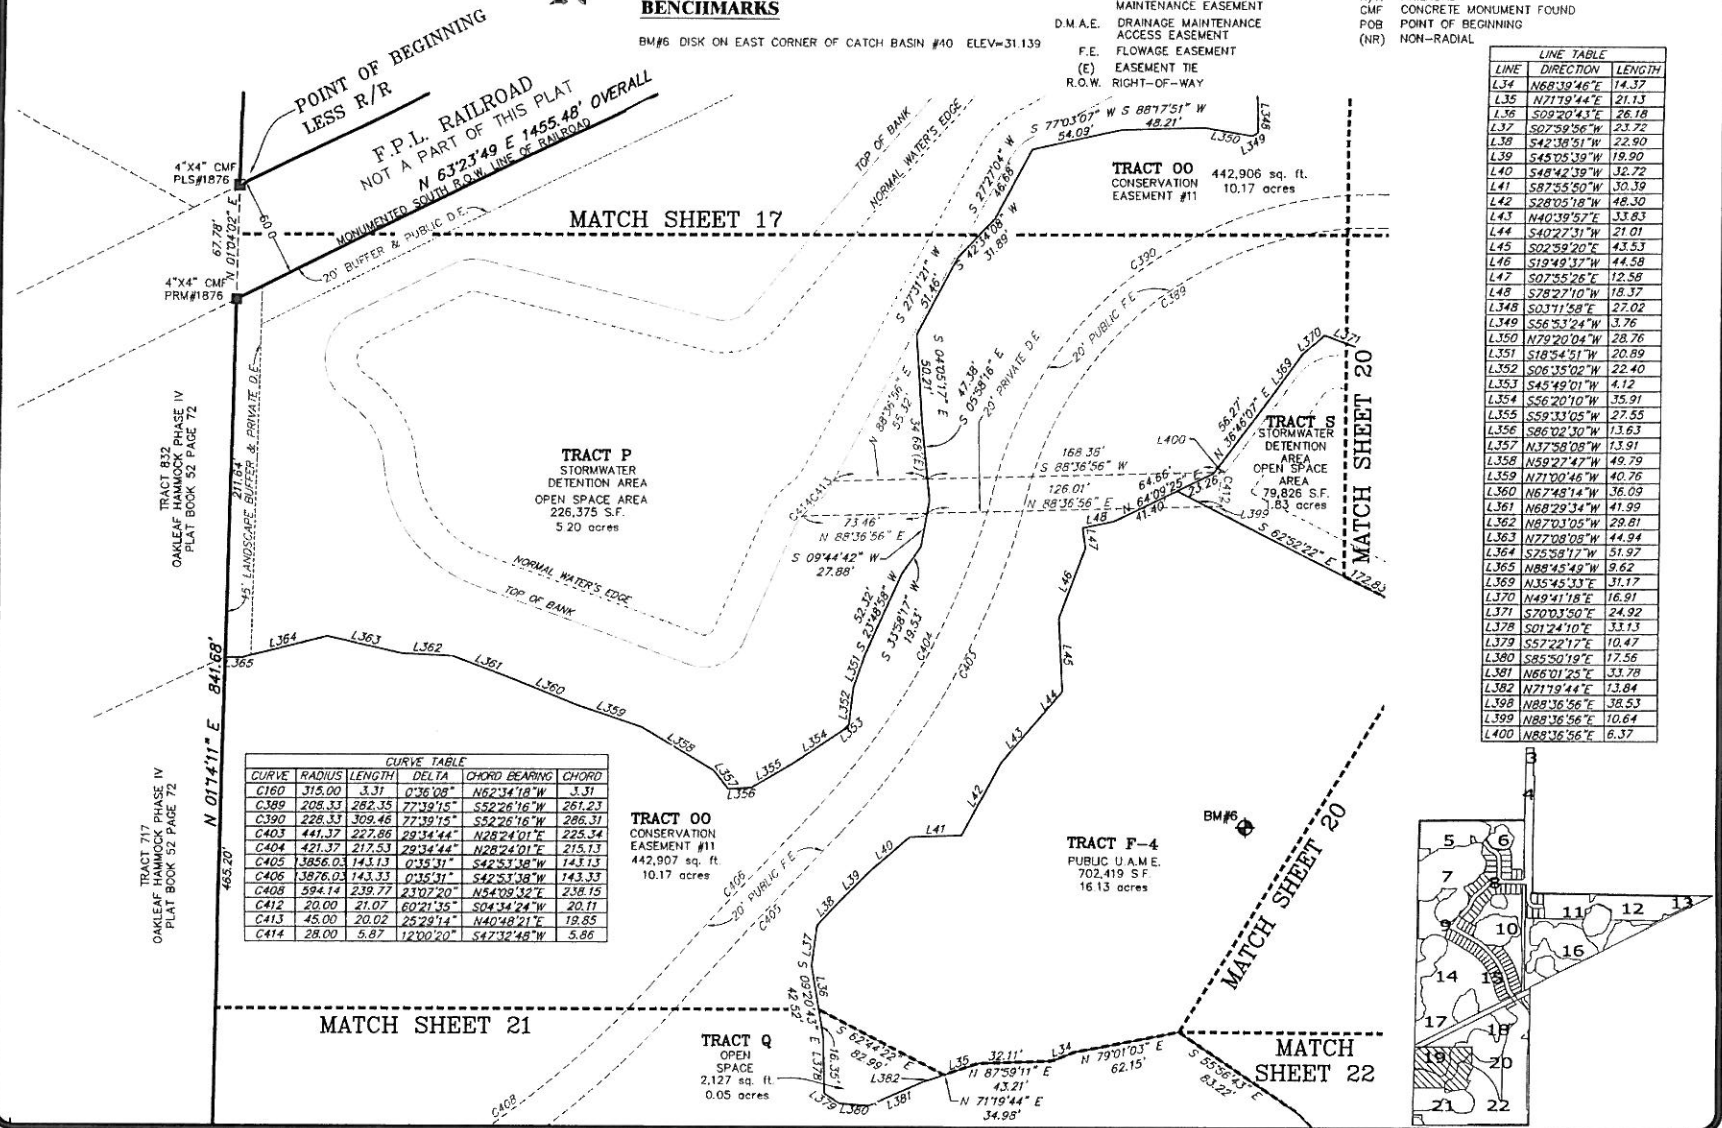 BENCHMARKS
BM#6 DISK ON EAST CORNER OF CATCH BASIN #40 ELEV=31.139
MAINTENANCE EASEMENT
D.M.A.E. DRAINAGE MAINTENANCE
ACCESS EASEMENT
F.E. FLOWAGE EASEMENT
(E) EASEMENT TIE
R.O.W. RIGHT-OF-WAY
CMF CONCRETE MONUMENT FOUND
POB POINT OF BEGINNING
(NR) NON-RADIAL
LINE TABLE
LINE DIRECTION LENGTH
L34 N68°39'46"E 14.37
L35 N71°19'44"E 21.13
L36 S09°20'43"E 26.18
L37 S07°59'56"W 23.72
L38 S42°38'51"W 22.90
L39 S45°05'39"W 19.90
L40 S48°42'39"W 32.72
L41 S87°55'50"W 30.39
L42 S28°05'18"W 48.30
L43 N40°39'57"E 33.83
L44 S40°27'31"W 21.01
L45 S02°59'20"E 43.53
L46 S19°49'37"W 44.58
L47 S07°55'26"E 12.58
L48 S78°27'10"W 18.37
L348 S03°11'58"E 27.02
L349 S56°53'24"W 3.76
L350 N79°20'04"W 28.76
L351 S18°54'51"W 20.89
L352 S06°35'02"W 22.40
L353 S45°49'01"W 4.12
L354 S56°20'10"W 35.91
L355 S59°33'05"W 27.55
L356 S86°02'30"W 13.63
L357 N37°58'08"W 13.91
L358 N59°27'47"W 49.79
L359 N71°00'46"W 40.76
L360 N67°48'14"W 36.09
L361 N68°29'34"W 41.99
L362 N87°03'05"W 29.81
L363 N77°08'08"W 44.94
L364 S75°58'17"W 51.97
L365 N88°45'49"W 9.62
L369 N35°45'33"E 31.17
L370 N49°41'18"E 16.91
L371 S70°03'50"E 24.92
L378 S01°24'10"E 33.13
L379 S57°22'17"E 10.47
L380 S85°50'19"E 17.56
L381 N66°01'25"E 33.78
L382 N71°19'44"E 13.84
L398 N88°36'56"E 38.53
L399 N88°36'56"E 10.64
L400 N88°36'56"E 6.37
POINT OF BEGINNING
LESS R/R
F.P.L. RAILROAD
NOT A PART OF THIS PLAT
N 63°23'49 E 1455.48' OVERALL
MONUMENTED SOUTH R.O.W. LINE OF RAILROAD
20' BUFFER & PUBLIC D.E.
4"X4" CMF
PLS#1876
67.78'
N 01°04'02" E
60.0
4"X4" CMF
PRM#1876
MATCH SHEET 17
TOP OF BANK
NORMAL WATER'S EDGE
S 77°03'07" W
54.09'
S 88°17'51" W
48.21'
L350
L349
L348
S 27°27'04" W
46.68'
S 42°34'08" W
31.89'
S 27°31'21" W
51.46'
TRACT OO
CONSERVATION
EASEMENT #11
442,906 sq. ft.
10.17 acres
C390
C389
20' PUBLIC F.E.
20' PRIVATE D.E.
S 04°05'17" E
50.21'
47.38'
S 05°58'16" E
34.66'(E)
N 88°36'56" E
55.32'
L370
L371
L369
56.27'
N 36°46'07" E
L400
TRACT S
STORMWATER
DETENTION
AREA
OPEN SPACE
AREA
79,826 S.F.
1.83 acres
MATCH SHEET 20
168.38'
S 88°36'56" W
126.01'
N 88°36'56" E
64.66'
N 64°09'25" E
41.40'
23.26
C412
L399
S 62°52'22" E
172.83
C414
C413
73.46'
N 88°36'56" E
S 09°44'42" W
27.88'
TRACT P
STORMWATER
DETENTION AREA
OPEN SPACE AREA
226,375 S.F.
5.20 acres
TRACT 832
OAKLEAF HAMMOCK PHASE IV
PLAT BOOK 52 PAGE 72
211.64'
15' LANDSCAPE BUFFER & PRIVATE D.E.
NORMAL WATER'S EDGE
TOP OF BANK
52.32'
S 23°48'58" W
S 33°58'17" W
19.53'
C404
C403
L48
L47
L46
L45
L44
L43
L42
L41
L40
L39
L38
L37
L36
L365
L364
L363
L362
L361
L360
L359
L358
L357
L356
L355
L354
L353
L352
L351
N 01°14'11" E 841.68'
465.20'
TRACT 717
OAKLEAF HAMMOCK PHASE IV
PLAT BOOK 52 PAGE 72
CURVE TABLE
CURVE RADIUS LENGTH DELTA CHORD BEARING CHORD
C160 315.00 3.31 0°36'08" N62°34'18"W 3.31
C389 208.33 282.35 77°39'15" S52°26'16"W 261.23
C390 228.33 309.46 77°39'15" S52°26'16"W 286.31
C403 441.37 227.86 29°34'44" N28°24'01"E 225.34
C404 421.37 217.53 29°34'44" N28°24'01"E 215.13
C405 13856.03 143.13 0°35'31" S42°53'38"W 143.13
C406 13876.03 143.33 0°35'31" S42°53'38"W 143.33
C408 594.14 239.77 23°07'20" N54°09'32"E 238.15
C412 20.00 21.07 60°21'35" S04°34'24"W 20.11
C413 45.00 20.02 25°29'14" N40°48'21"E 19.85
C414 28.00 5.87 12°00'20" S47°32'48"W 5.86
TRACT OO
CONSERVATION
EASEMENT #11
442,907 sq. ft.
10.17 acres
C406
20' PUBLIC F.E.
C405
TRACT F-4
PUBLIC U.A.M.E.
702,419 S.F.
16.13 acres
BM#6
MATCH SHEET 20
MATCH SHEET 21
S 09°20'43" E
42.52'
16.35'
L378
S 62°44'22" E
82.99'
TRACT Q
OPEN
SPACE
2,127 sq. ft.
0.05 acres
L379
L380
L381
L382
L35
32.11'
L34
N 87°59'11" E
43.21'
N 79°01'03" E
62.15'
N 71°19'44" E
34.98'
S 55°56'43" E
83.22'
MATCH
SHEET 22
C408
3
4
5
6
7
8
9
10
11
12
13
14
15
16
17
18
19
20
21
22